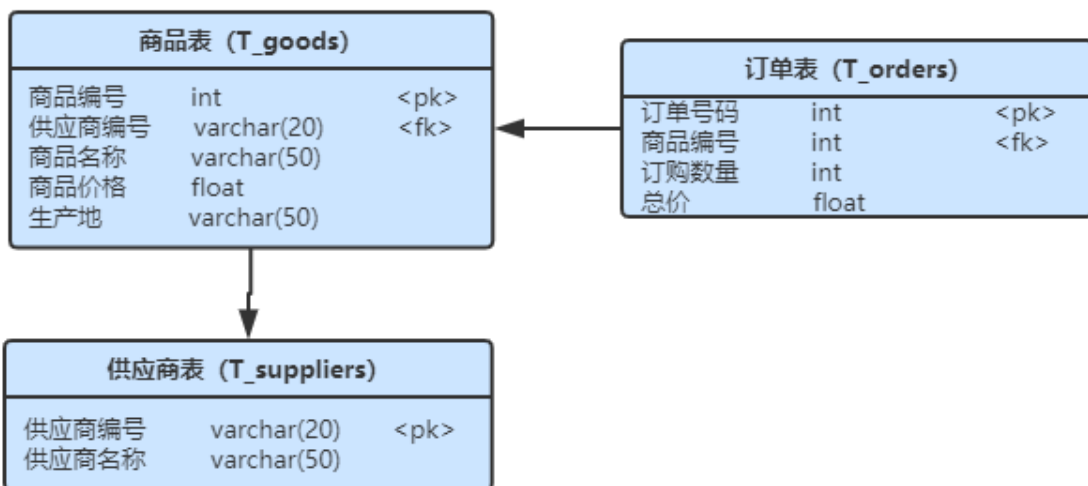 商品表（T_goods）
商品编号 int <pk>
供应商编号 varchar(20) <fk>
商品名称 varchar(50)
商品价格 float
生产地 varchar(50)
订单表（T_orders）
订单号码 int <pk>
商品编号 int <fk>
订购数量 int
总价 float
供应商表（T_suppliers）
供应商编号 varchar(20) <pk>
供应商名称 varchar(50)